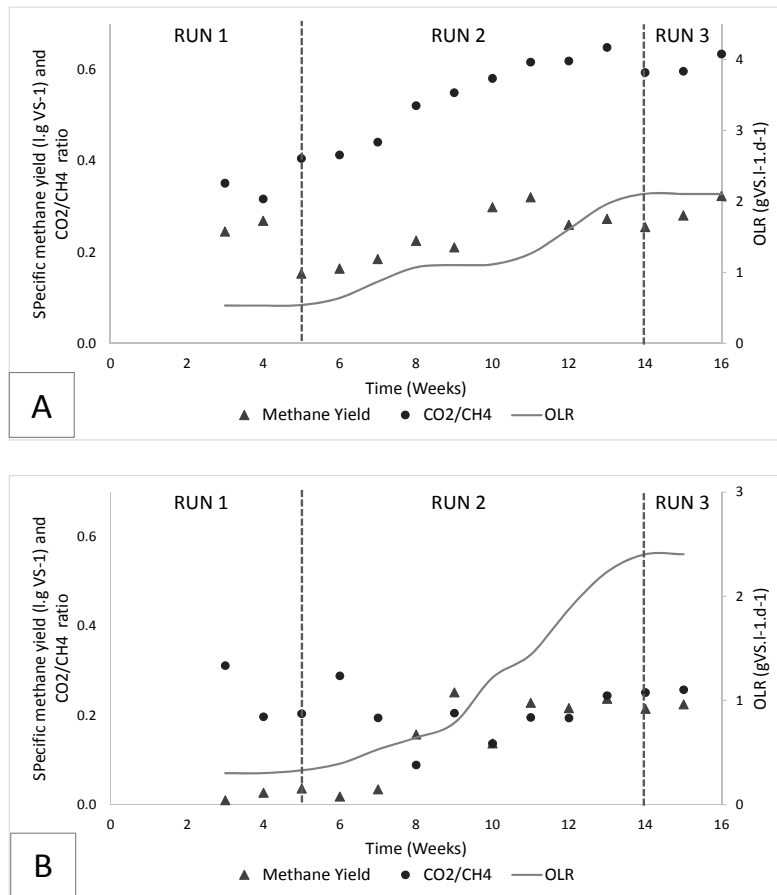 RUN 1 RUN 2 RUN 3
SPecific methane yield (l.g VS-1) and
CO2/CH4 ratio
0.6
0.4
0.2
0.0
4
3
2
1
0
OLR (gVS.l-1.d-1)
0 2 4 6 8 10 12 14 16
Time (Weeks)
A
Methane Yield CO2/CH4 OLR
RUN 1 RUN 2 RUN 3
SPecific methane yield (l.g VS-1) and
CO2/CH4 ratio
0.6
0.4
0.2
0.0
3
2
1
0
OLR (gVS.l-1.d-1)
0 2 4 6 8 10 12 14 16
Time (Weeks)
B
Methane Yield CO2/CH4 OLR